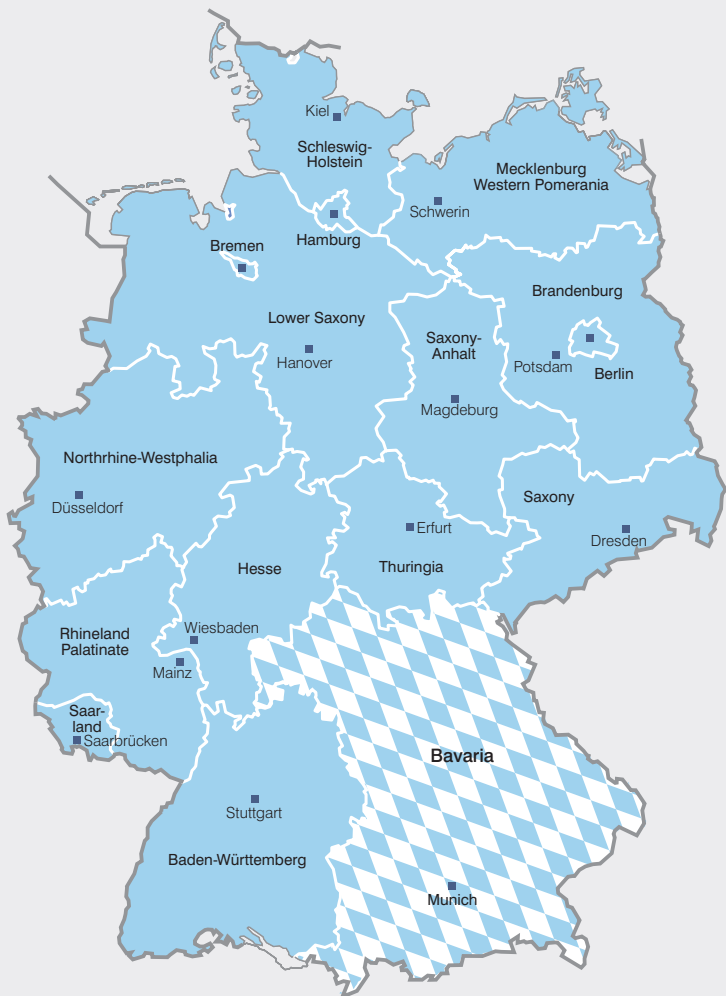 Kiel
Schleswig-
Holstein
Mecklenburg
Western Pomerania
Schwerin
Hamburg
Bremen
Brandenburg
Lower Saxony
Saxony-
Anhalt
Hanover
Potsdam
Berlin
Magdeburg
Northrhine-Westphalia
Düsseldorf
Saxony
Erfurt
Dresden
Hesse
Thuringia
Wiesbaden
Rhineland
Palatinate
Mainz
Saar-
land
Saarbrücken
Bavaria
Stuttgart
Baden-Württemberg
Munich